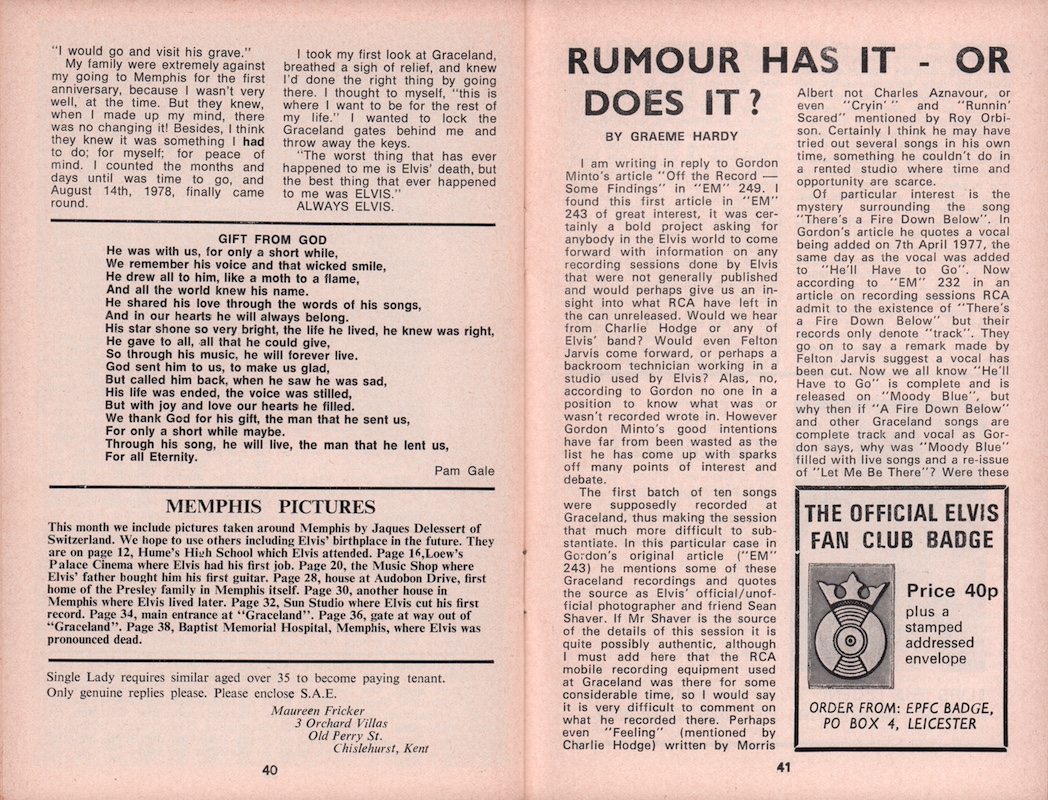 "I would go and visit his grave."
My family were extremely against
my going to Memphis for the first
anniversary, because I wasn't very
well, at the time. But they knew,
when I made up my mind, there
was no changing it! Besides, I think
they knew it was something I had
to do; for myself; for peace of
mind. I counted the months and
days until was time to go, and
August 14th, 1978, finally came
round.
I took my first look at Graceland,
breathed a sigh of relief, and knew
I'd done the right thing by going
there. I thought to myself, "this is
where I want to be for the rest of
my life." I wanted to lock the
Graceland gates behind me and
throw away the keys.
"The worst thing that has ever
happened to me is Elvis' death, but
the best thing that ever happened
to me was ELVIS."
ALWAYS ELVIS.
GIFT FROM GOD
He was with us, for only a short while,
We remember his voice and that wicked smile,
He drew all to him, like a moth to a flame,
And all the world knew his name.
He shared his love through the words of his songs,
And in our hearts he will always belong.
His star shone so very bright, the life he lived, he knew was right,
He gave to all, all that he could give,
So through his music, he will forever live.
God sent him to us, to make us glad,
But called him back, when he saw he was sad,
His life was ended, the voice was stilled,
But with joy and love our hearts he filled.
We thank God for his gift, the man that he sent us,
For only a short while maybe.
Through his song, he will live, the man that he lent us,
For all Eternity.
Pam Gale
MEMPHIS PICTURES
This month we include pictures taken around Memphis by Jaques Delessert of
Switzerland. We hope to use others including Elvis' birthplace in the future. They
are on page 12, Hume's High School which Elvis attended. Page 16,Loew's
Palace Cinema where Elvis had his first job. Page 20, the Music Shop where
Elvis' father bought him his first guitar. Page 28, house at Audobon Drive, first
home of the Presley family in Memphis itself. Page 30, another house in
Memphis where Elvis lived later. Page 32, Sun Studio where Elvis cut his first
record. Page 34, main entrance at "Graceland". Page 36, gate at way out of
"Graceland". Page 38, Baptist Memorial Hospital, Memphis, where Elvis was
pronounced dead.
Single Lady requires similar aged over 35 to become paying tenant.
Only genuine replies please. Please enclose S.A.E.
Maureen Fricker
3 Orchard Villas
Old Perry St.
Chislehurst, Kent
40
RUMOUR HAS IT - OR
DOES IT?
BY GRAEME HARDY
I am writing in reply to Gordon
Minto's article "Off the Record —
Some Findings" in "EM" 249. I
found this first article in "EM"
243 of great interest, it was cer-
tainly a bold project asking for
anybody in the Elvis world to come
forward with information on any
recording sessions done by Elvis
that were not generally published
and would perhaps give us an in-
sight into what RCA have left in
the can unreleased. Would we hear
from Charlie Hodge or any of
Elvis' band? Would even Felton
Jarvis come forward, or perhaps a
backroom technician working in a
studio used by Elvis? Alas, no,
according to Gordon no one in a
position to know what was or
wasn't recorded wrote in. However
Gordon Minto's good intentions
have far from been wasted as the
list he has come up with sparks
off many points of interest and
debate.
The first batch of ten songs
were supposedly recorded at
Graceland, thus making the session
that much more difficult to sub-
stantiate. In this particular case in
Gordon's original article ("EM"
243) he mentions some of these
Graceland recordings and quotes
the source as Elvis' official/unof-
ficial photographer and friend Sean
Shaver. If Mr Shaver is the source
of the details of this session it is
quite possibly authentic, although
I must add here that the RCA
mobile recording equipment used
at Graceland was there for some
considerable time, so I would say
it is very difficult to comment on
what he recorded there. Perhaps
even "Feeling" (mentioned by
Charlie Hodge) written by Morris
Albert not Charles Aznavour, or
even "Cryin'" and "Runnin'
Scared" mentioned by Roy Orbi-
son. Certainly I think he may have
tried out several songs in his own
time, something he couldn't do in
a rented studio where time and
opportunity are scarce.
Of particular interest is the
mystery surrounding the song
"There's a Fire Down Below". In
Gordon's article he quotes a vocal
being added on 7th April 1977, the
same day as the vocal was added
to "He'll Have to Go". Now
according to "EM" 232 in an
article on recording sessions RCA
admit to the existence of "There's
a Fire Down Below" but their
records only denote "track". They
go on to say a remark made by
Felton Jarvis suggest a vocal has
been cut. Now we all know "He'll
Have to Go" is complete and is
released on "Moody Blue", but
why then if "A Fire Down Below"
and other Graceland songs are
complete track and vocal as Gor-
don says, why was "Moody Blue"
filled with live songs and a re-issue
of "Let Me Be There"? Were these
THE OFFICIAL ELVIS
FAN CLUB BADGE
Price 40p
plus a
stamped
addressed
envelope
ORDER FROM: EPFC BADGE,
PO BOX 4, LEICESTER
41